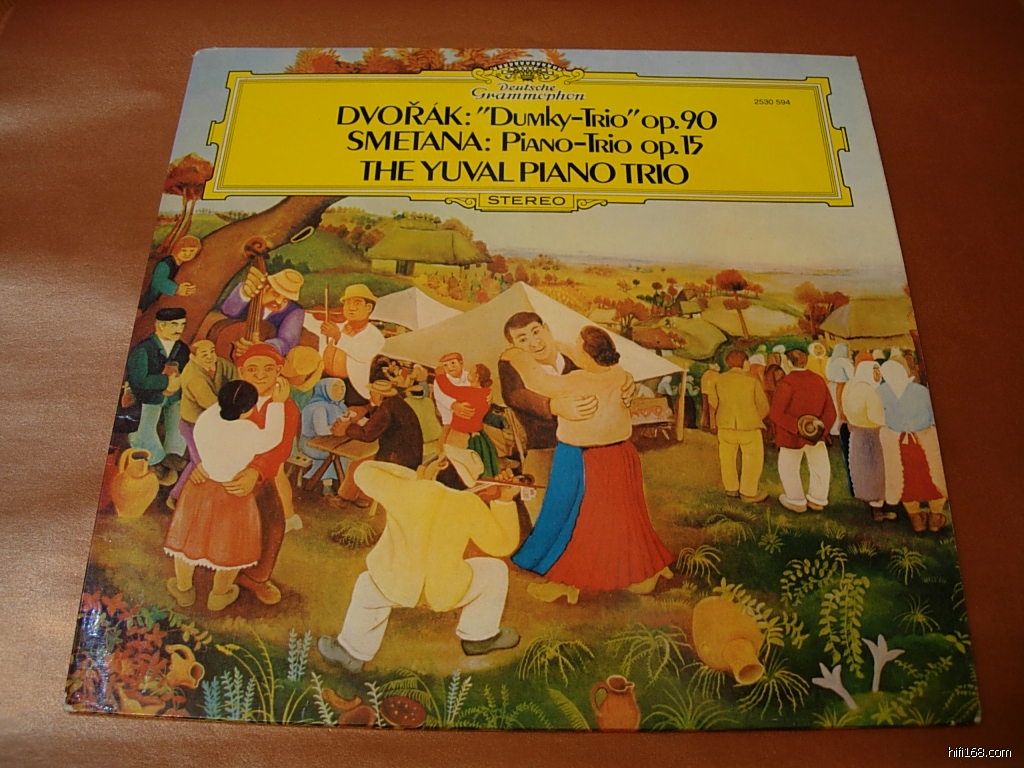 Deutsche
Grammophon
2530 594
DVOŘÁK: "DUMKY-TRIO" OP. 90
SMETANA: PIANO-TRIO OP. 15
THE YUVAL PIANO TRIO
STEREO
hifi168.com